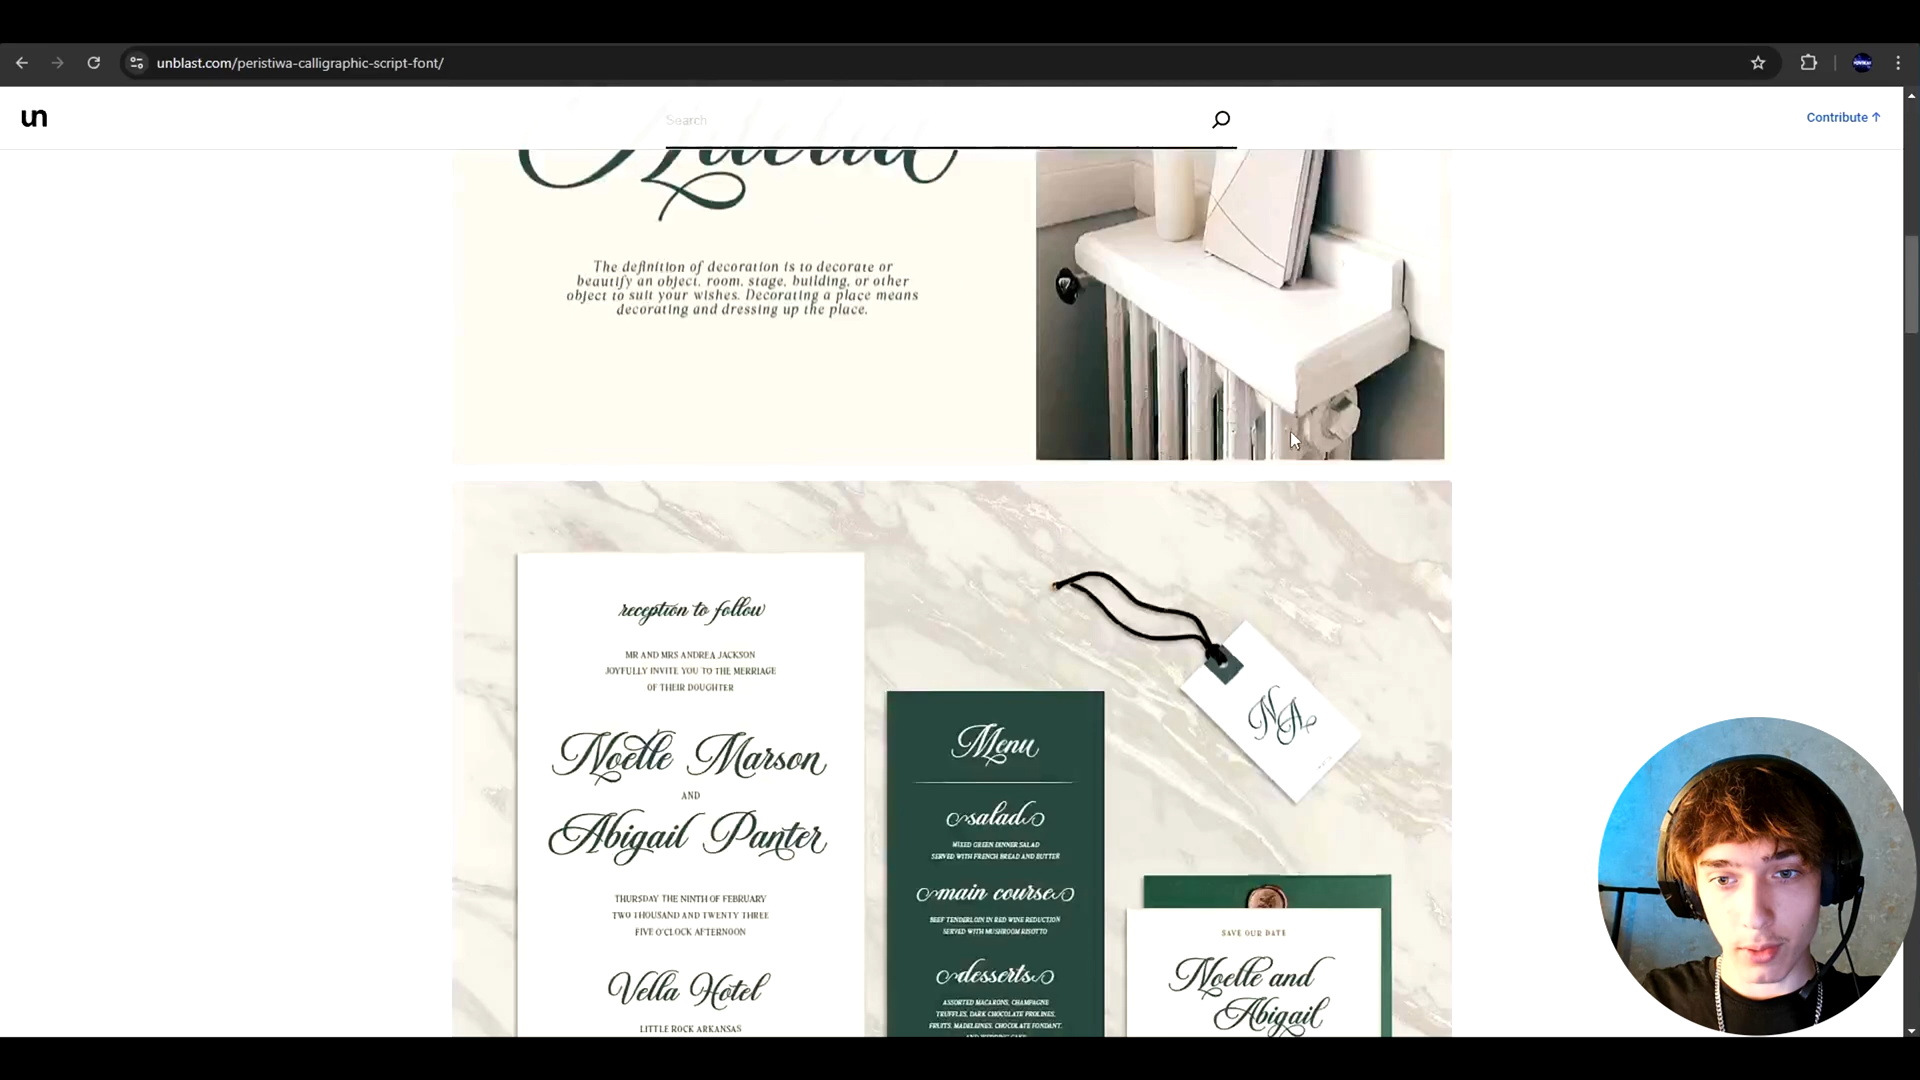 unblast.com/peristiwa-calligraphic-script-font/
un
Search
Contribute ↑
The definition of decoration is to decorate or
beautify an object, room, stage, building, or other
object to suit your wishes. Decorating a place means
decorating and dressing up the place.
reception to follow
MR AND MRS ANDREA JACKSON
JOYFULLY INVITE YOU TO THE MERRIAGE
OF THEIR DOUGHTER
Noelle Marson
AND
Abigail Panter
THURSDAY THE NINTH OF FEBRUARY
TWO THOUSAND AND TWENTY THREE
FIVE O'CLOCK AFTERNOON
Vella Hotel
LITTLE ROCK ARKANSAS
Menu
salad
MIXED GREEN DINNER SALAD
SERVED WITH FRENCH BREAD AND BUTTER
main course
BEEF TENDERLOIN IN RED WINE REDUCTION
SERVED WITH MUSHROOM RISOTTO
desserts
ASSORTED MACARONS, CHAMPAGNE
TRUFFLES, DARK CHOCOLATE PROLINES,
FRUITS, MADELEINES, CHOCOLATE FONDANT,
NA
SAVE OUR DATE
Noelle and
Abigail